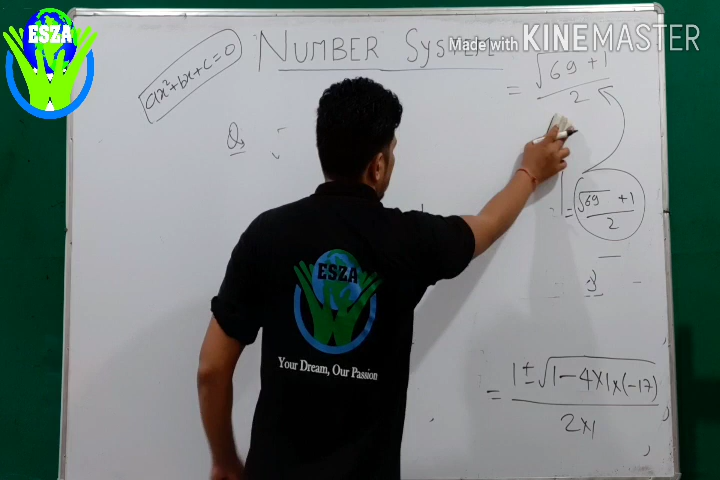 ESZA
NUMBER SYSTEM
Made with KINEMASTER
ax²+bx+c=0
= √69+1
2
Q
= √69 +1
2
ESZA
Your Dream, Our Passion
= 1±√1-4×1×(-17)
2×1